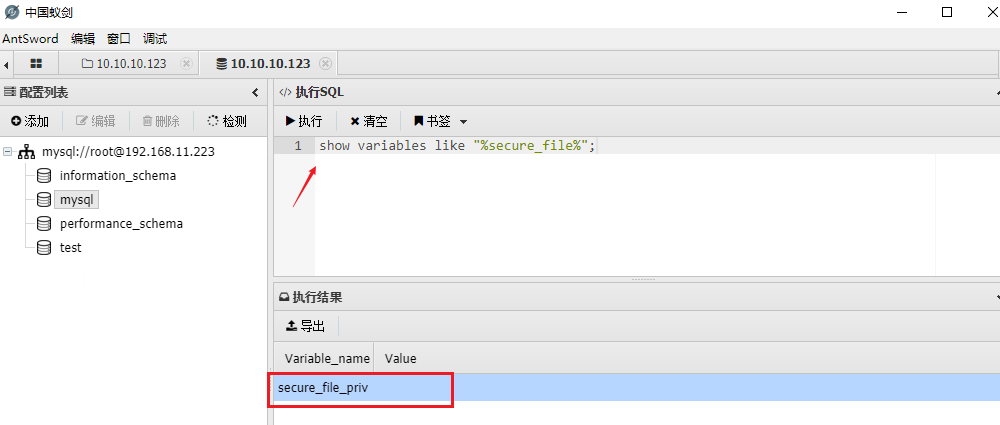 中国蚁剑
AntSword 编辑 窗口 调试
10.10.10.123 10.10.10.123
配置列表
添加 编辑 删除 检测
mysql://root@192.168.11.223
information_schema
mysql
performance_schema
test
执行SQL
执行 清空 书签
1 show variables like "%secure_file%";
执行结果
导出
Variable_name Value
secure_file_priv